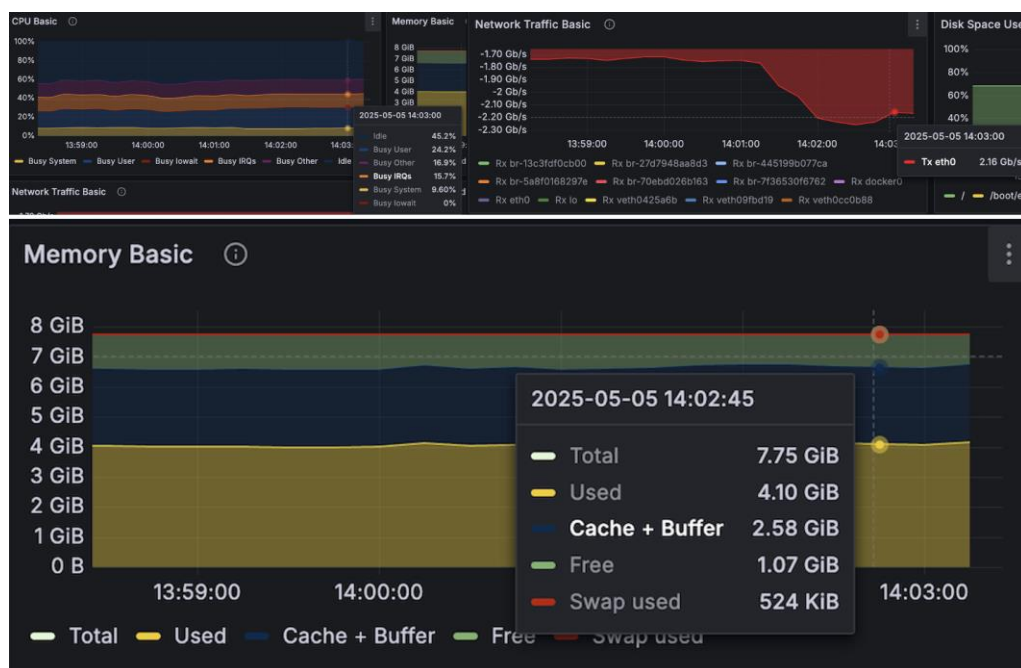 CPU Basic
100%
80%
60%
40%
20%
0%
13:59:00 14:00:00 14:01:00 14:02:00 14:03:
Busy System Busy User Busy Iowait Busy IRQs Busy Other Idle
Memory Basic
8 GiB
7 GiB
6 GiB
5 GiB
4 GiB
3 GiB
2025-05-05 14:03:00
Idle 45.2%
Busy User 24.2%
Busy Other 16.9%
Busy IRQs 15.7%
Busy System 9.60%
Busy Iowait 0%
Network Traffic Basic
-1.70 Gb/s
-1.80 Gb/s
-1.90 Gb/s
-2 Gb/s
-2.10 Gb/s
-2.20 Gb/s
-2.30 Gb/s
13:59:00 14:00:00 14:01:00 14:02:00 14:03:
Rx br-13c3fdf0cb00 Rx br-27d7948aa8d3 Rx br-445199b077ca
Rx br-5a8f0168297e Rx br-70ebd026b163 Rx br-7f36530f6762 Rx docker0
Rx eth0 Rx lo Rx veth0425a6b Rx veth09fbd19 Rx veth0cc0b88
Disk Space Use
100%
80%
60%
40%
2025-05-05 14:03:00
Tx eth0 2.16 Gb/s
/ /boot/e
Network Traffic Basic
Memory Basic
8 GiB
7 GiB
6 GiB
5 GiB
4 GiB
3 GiB
2 GiB
1 GiB
0 B
13:59:00 14:00:00 14:03:00
2025-05-05 14:02:45
Total 7.75 GiB
Used 4.10 GiB
Cache + Buffer 2.58 GiB
Free 1.07 GiB
Swap used 524 KiB
Total Used Cache + Buffer Free Swap used